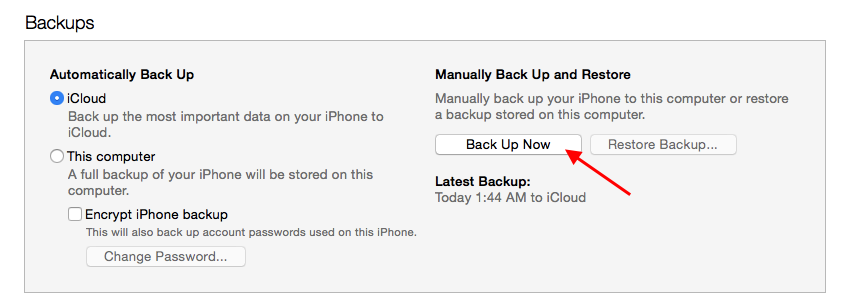 Backups
Automatically Back Up
iCloud
Back up the most important data on your iPhone to
iCloud.
This computer
A full backup of your iPhone will be stored on this
computer.
Encrypt iPhone backup
This will also back up account passwords used on this iPhone.
Change Password...
Manually Back Up and Restore
Manually back up your iPhone to this computer or restore
a backup stored on this computer.
Back Up Now
Restore Backup...
Latest Backup:
Today 1:44 AM to iCloud